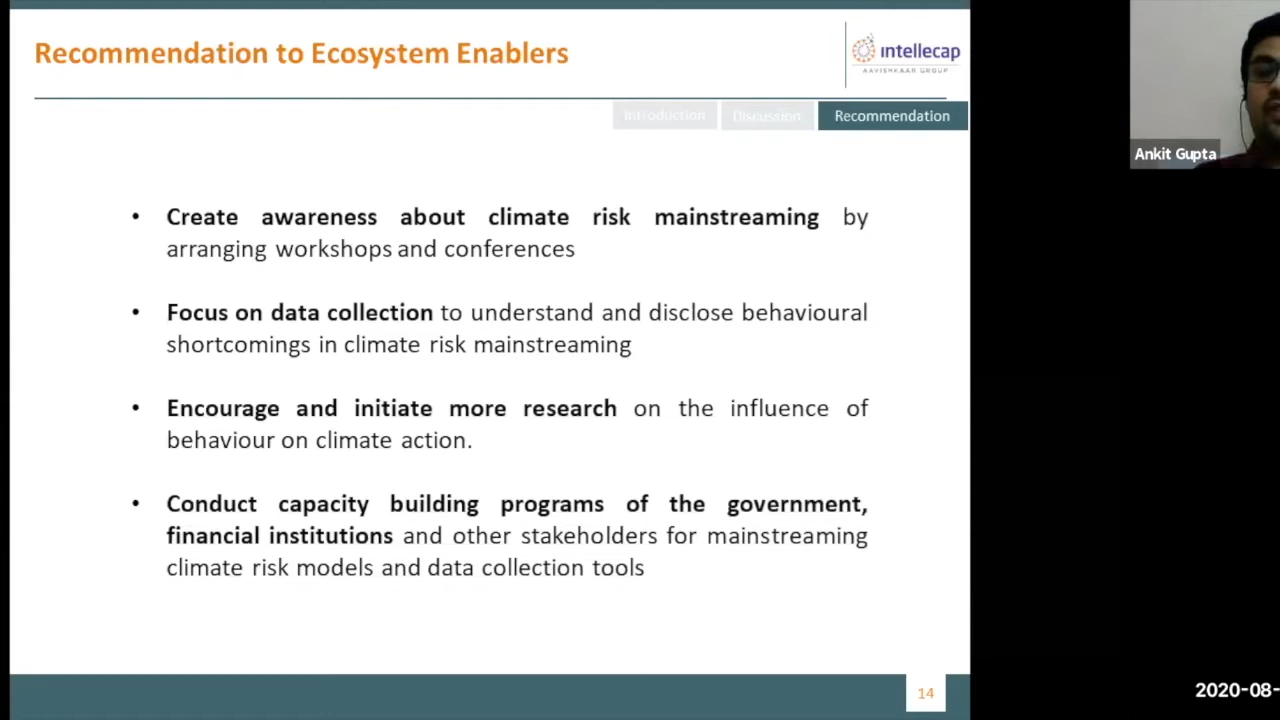 Recommendation to Ecosystem Enablers
intellecap
AAVISHKAAR GROUP
Introduction
Discussion
Recommendation
Ankit Gupta
• Create awareness about climate risk mainstreaming by
arranging workshops and conferences
• Focus on data collection to understand and disclose behavioural
shortcomings in climate risk mainstreaming
• Encourage and initiate more research on the influence of
behaviour on climate action.
• Conduct capacity building programs of the government,
financial institutions and other stakeholders for mainstreaming
climate risk models and data collection tools
14
2020-08-